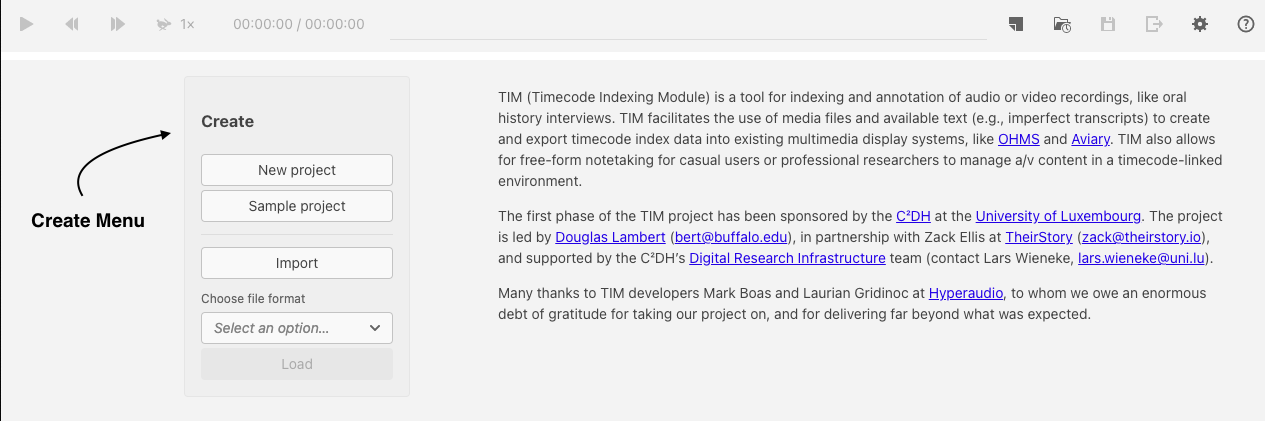 1×
00:00:00 / 00:00:00
Create Menu
Create
New project
Sample project
Import
Choose file format
Select an option...
Load
TIM (Timecode Indexing Module) is a tool for indexing and annotation of audio or video recordings, like oral
history interviews. TIM facilitates the use of media files and available text (e.g., imperfect transcripts) to create
and export timecode index data into existing multimedia display systems, like OHMS and Aviary. TIM also allows
for free-form notetaking for casual users or professional researchers to manage a/v content in a timecode-linked
environment.
The first phase of the TIM project has been sponsored by the C²DH at the University of Luxembourg. The project
is led by Douglas Lambert (bert@buffalo.edu), in partnership with Zack Ellis at TheirStory (zack@theirstory.io),
and supported by the C²DH's Digital Research Infrastructure team (contact Lars Wieneke, lars.wieneke@uni.lu).
Many thanks to TIM developers Mark Boas and Laurian Gridinoc at Hyperaudio, to whom we owe an enormous
debt of gratitude for taking our project on, and for delivering far beyond what was expected.